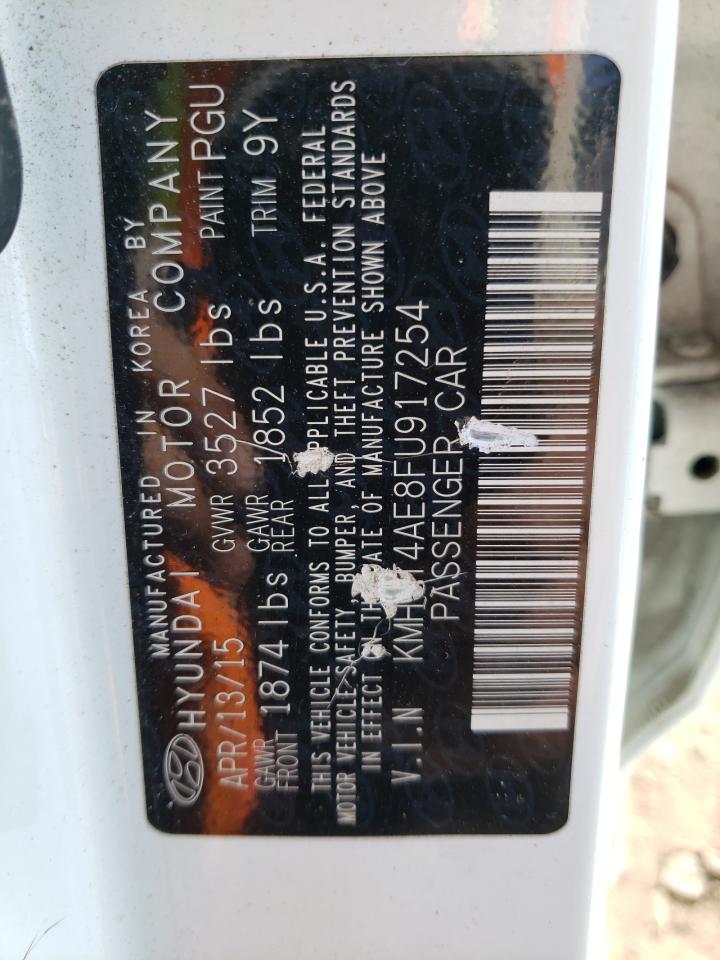 MANUFACTURED IN KOREA BY
HYUNDAI MOTOR COMPANY
APR/13/15 GVWR 3527 lbs PAINT PGU
GAWR FRONT 1874 lbs GAWR REAR 1852 lbs TRIM 9Y
THIS VEHICLE CONFORMS TO ALL APPLICABLE U.S.A. FEDERAL
MOTOR VEHICLE SAFETY, BUMPER, AND THEFT PREVENTION STANDARDS
IN EFFECT ON THE DATE OF MANUFACTURE SHOWN ABOVE
V.I.N
PASSENGER CAR